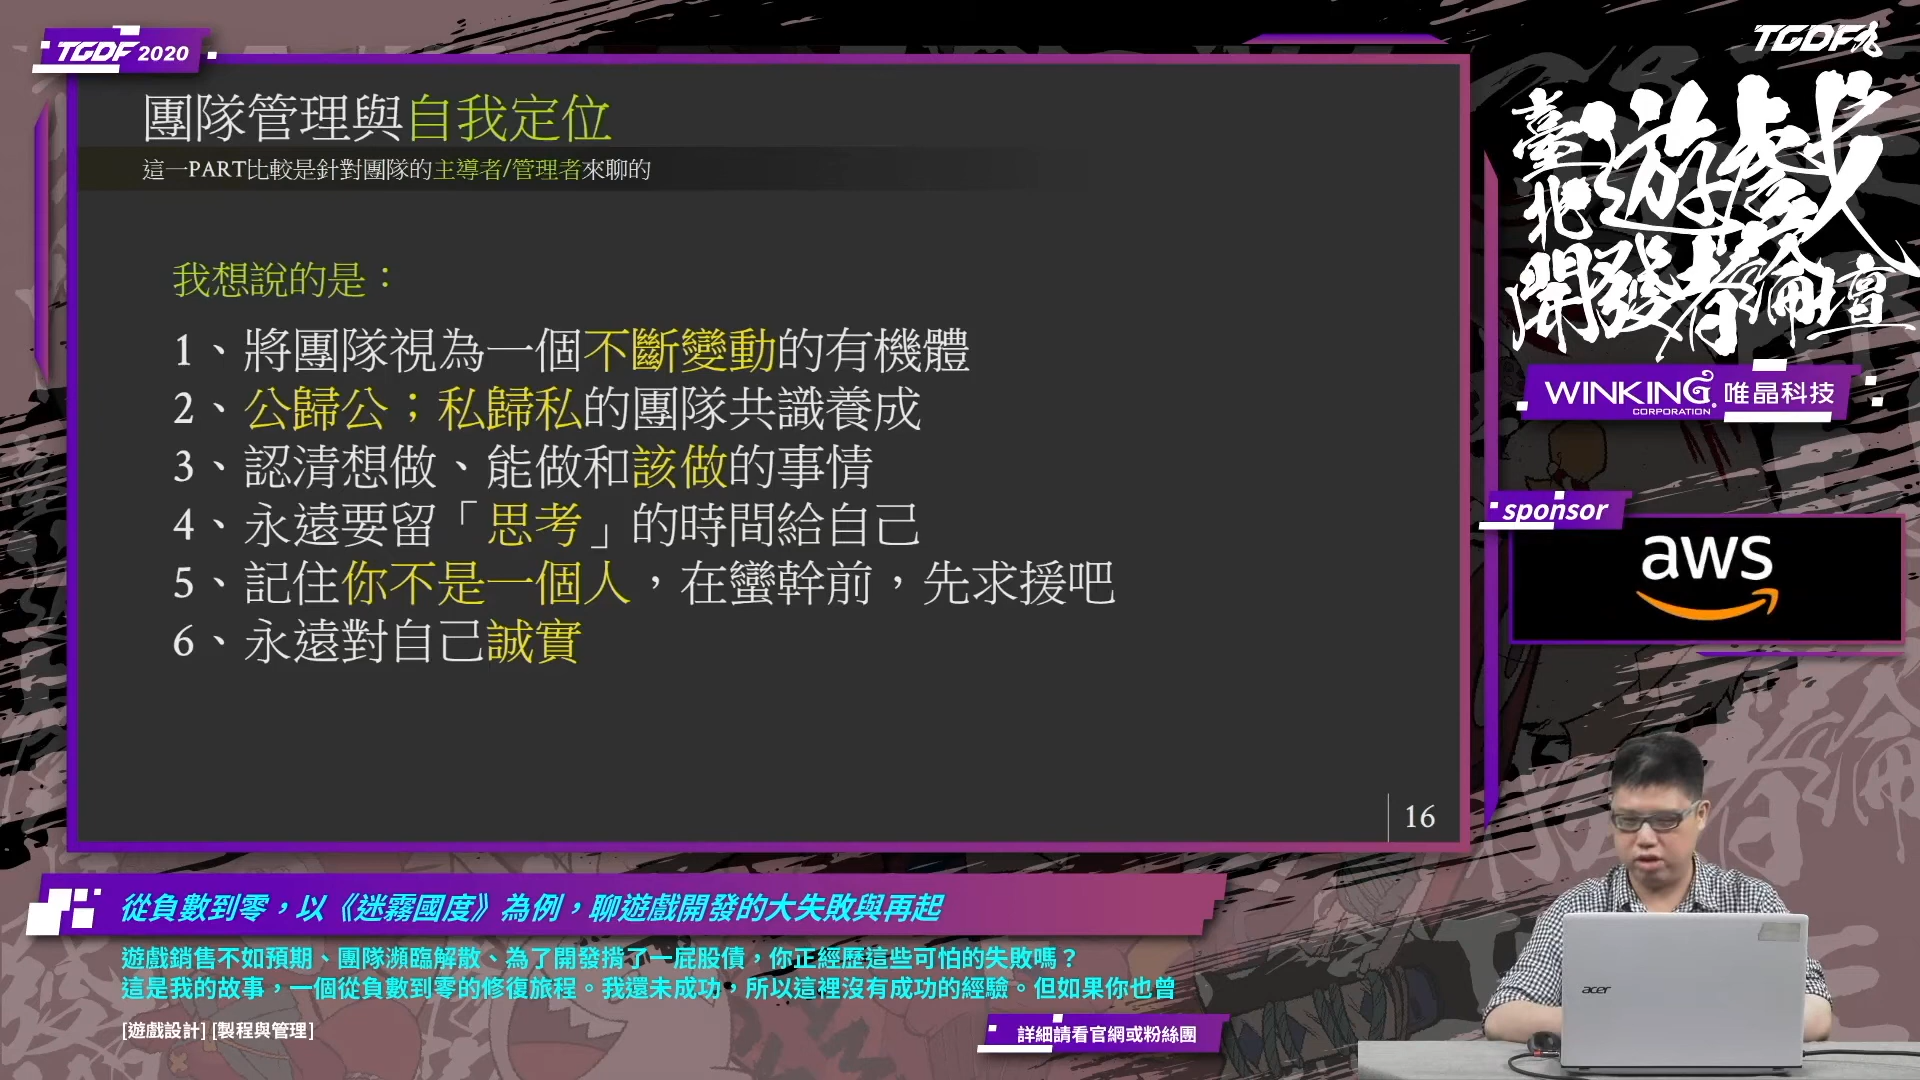 TGDF 2020
團隊管理與自我定位
這一PART比較是針對團隊的主導者/管理者來聊的
我想說的是：
1、將團隊視為一個不斷變動的有機體
2、公歸公；私歸私的團隊共識養成
3、認清想做、能做和該做的事情
4、永遠要留「思考」的時間給自己
5、記住你不是一個人，在蠻幹前，先求援吧
6、永遠對自己誠實
16
TGDF九
臺北遊戲開發者論壇
WINKING CORPORATION 唯晶科技
sponsor
aws
acer
從負數到零，以《迷霧國度》為例，聊遊戲開發的大失敗與再起
遊戲銷售不如預期、團隊瀕臨解散、為了開發揹了一屁股債，你正經歷這些可怕的失敗嗎？
這是我的故事，一個從負數到零的修復旅程。我還未成功，所以這裡沒有成功的經驗。但如果你也曾
[遊戲設計] [製程與管理]
詳細請看官網或粉絲團